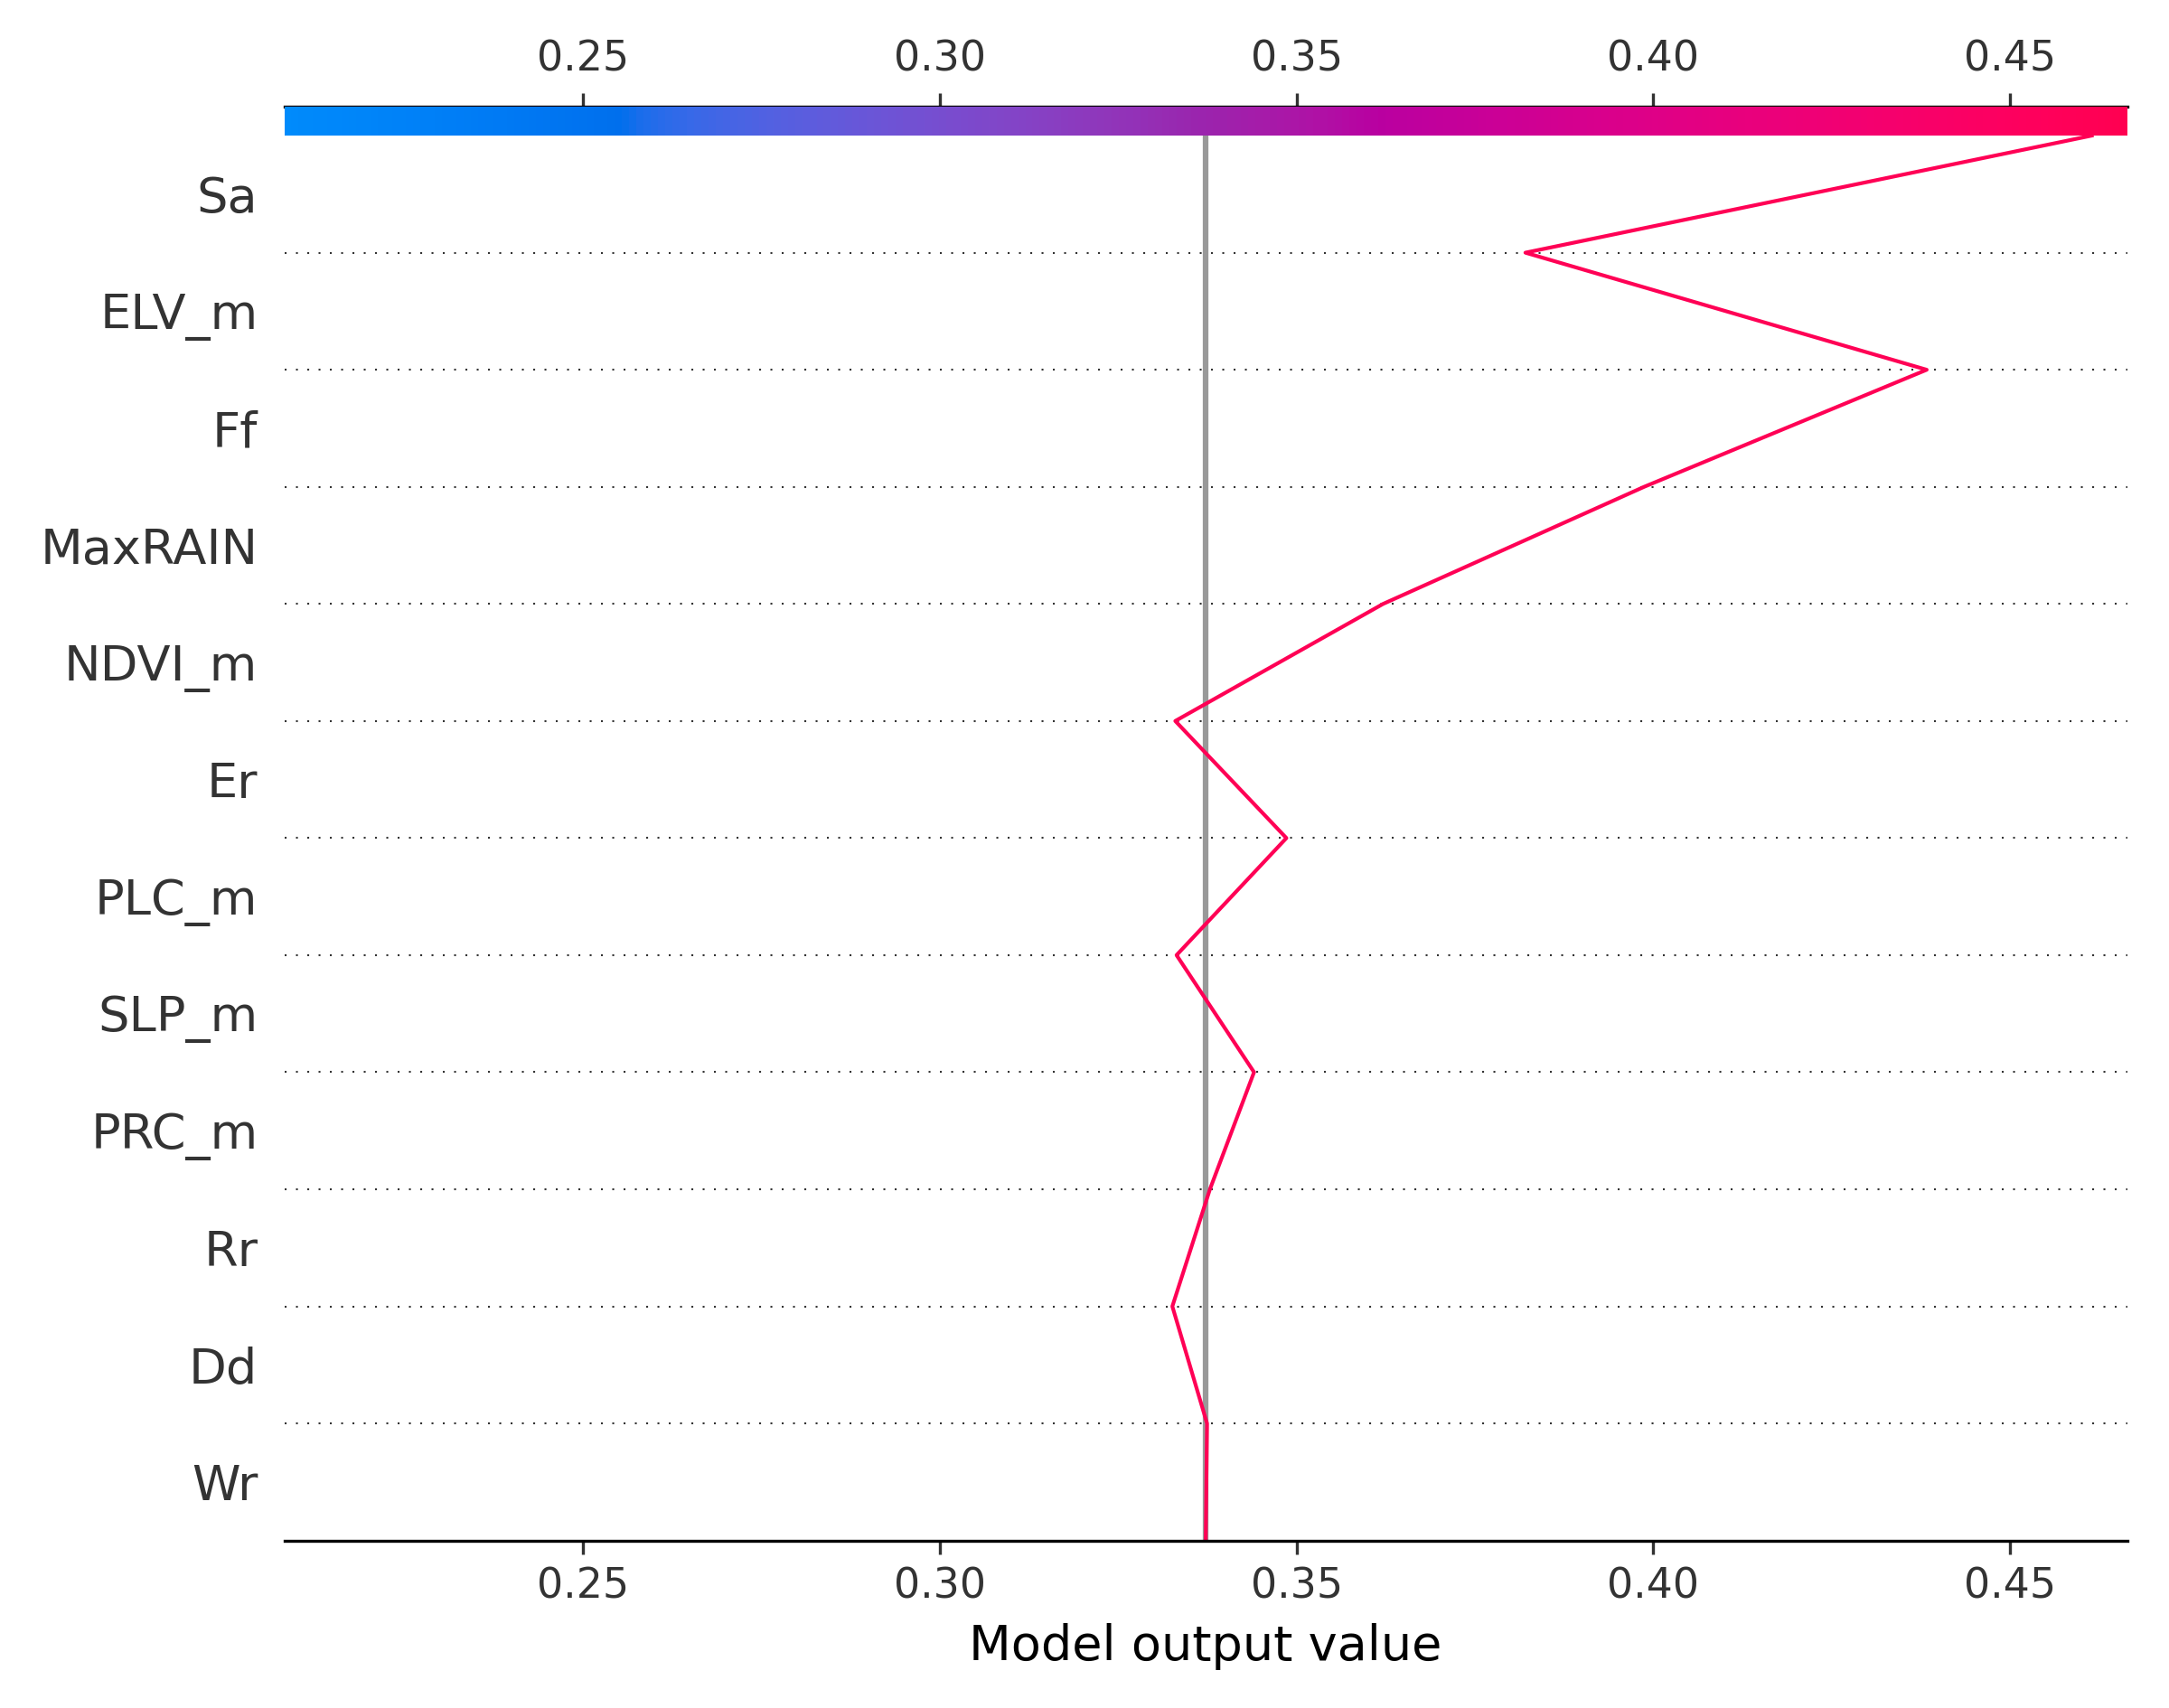 0.25 0.30 0.35 0.40 0.45
Sa
ELV_m
Ff
MaxRAIN
NDVI_m
Er
PLC_m
SLP_m
PRC_m
Rr
Dd
Wr
0.25 0.30 0.35 0.40 0.45
Model output value